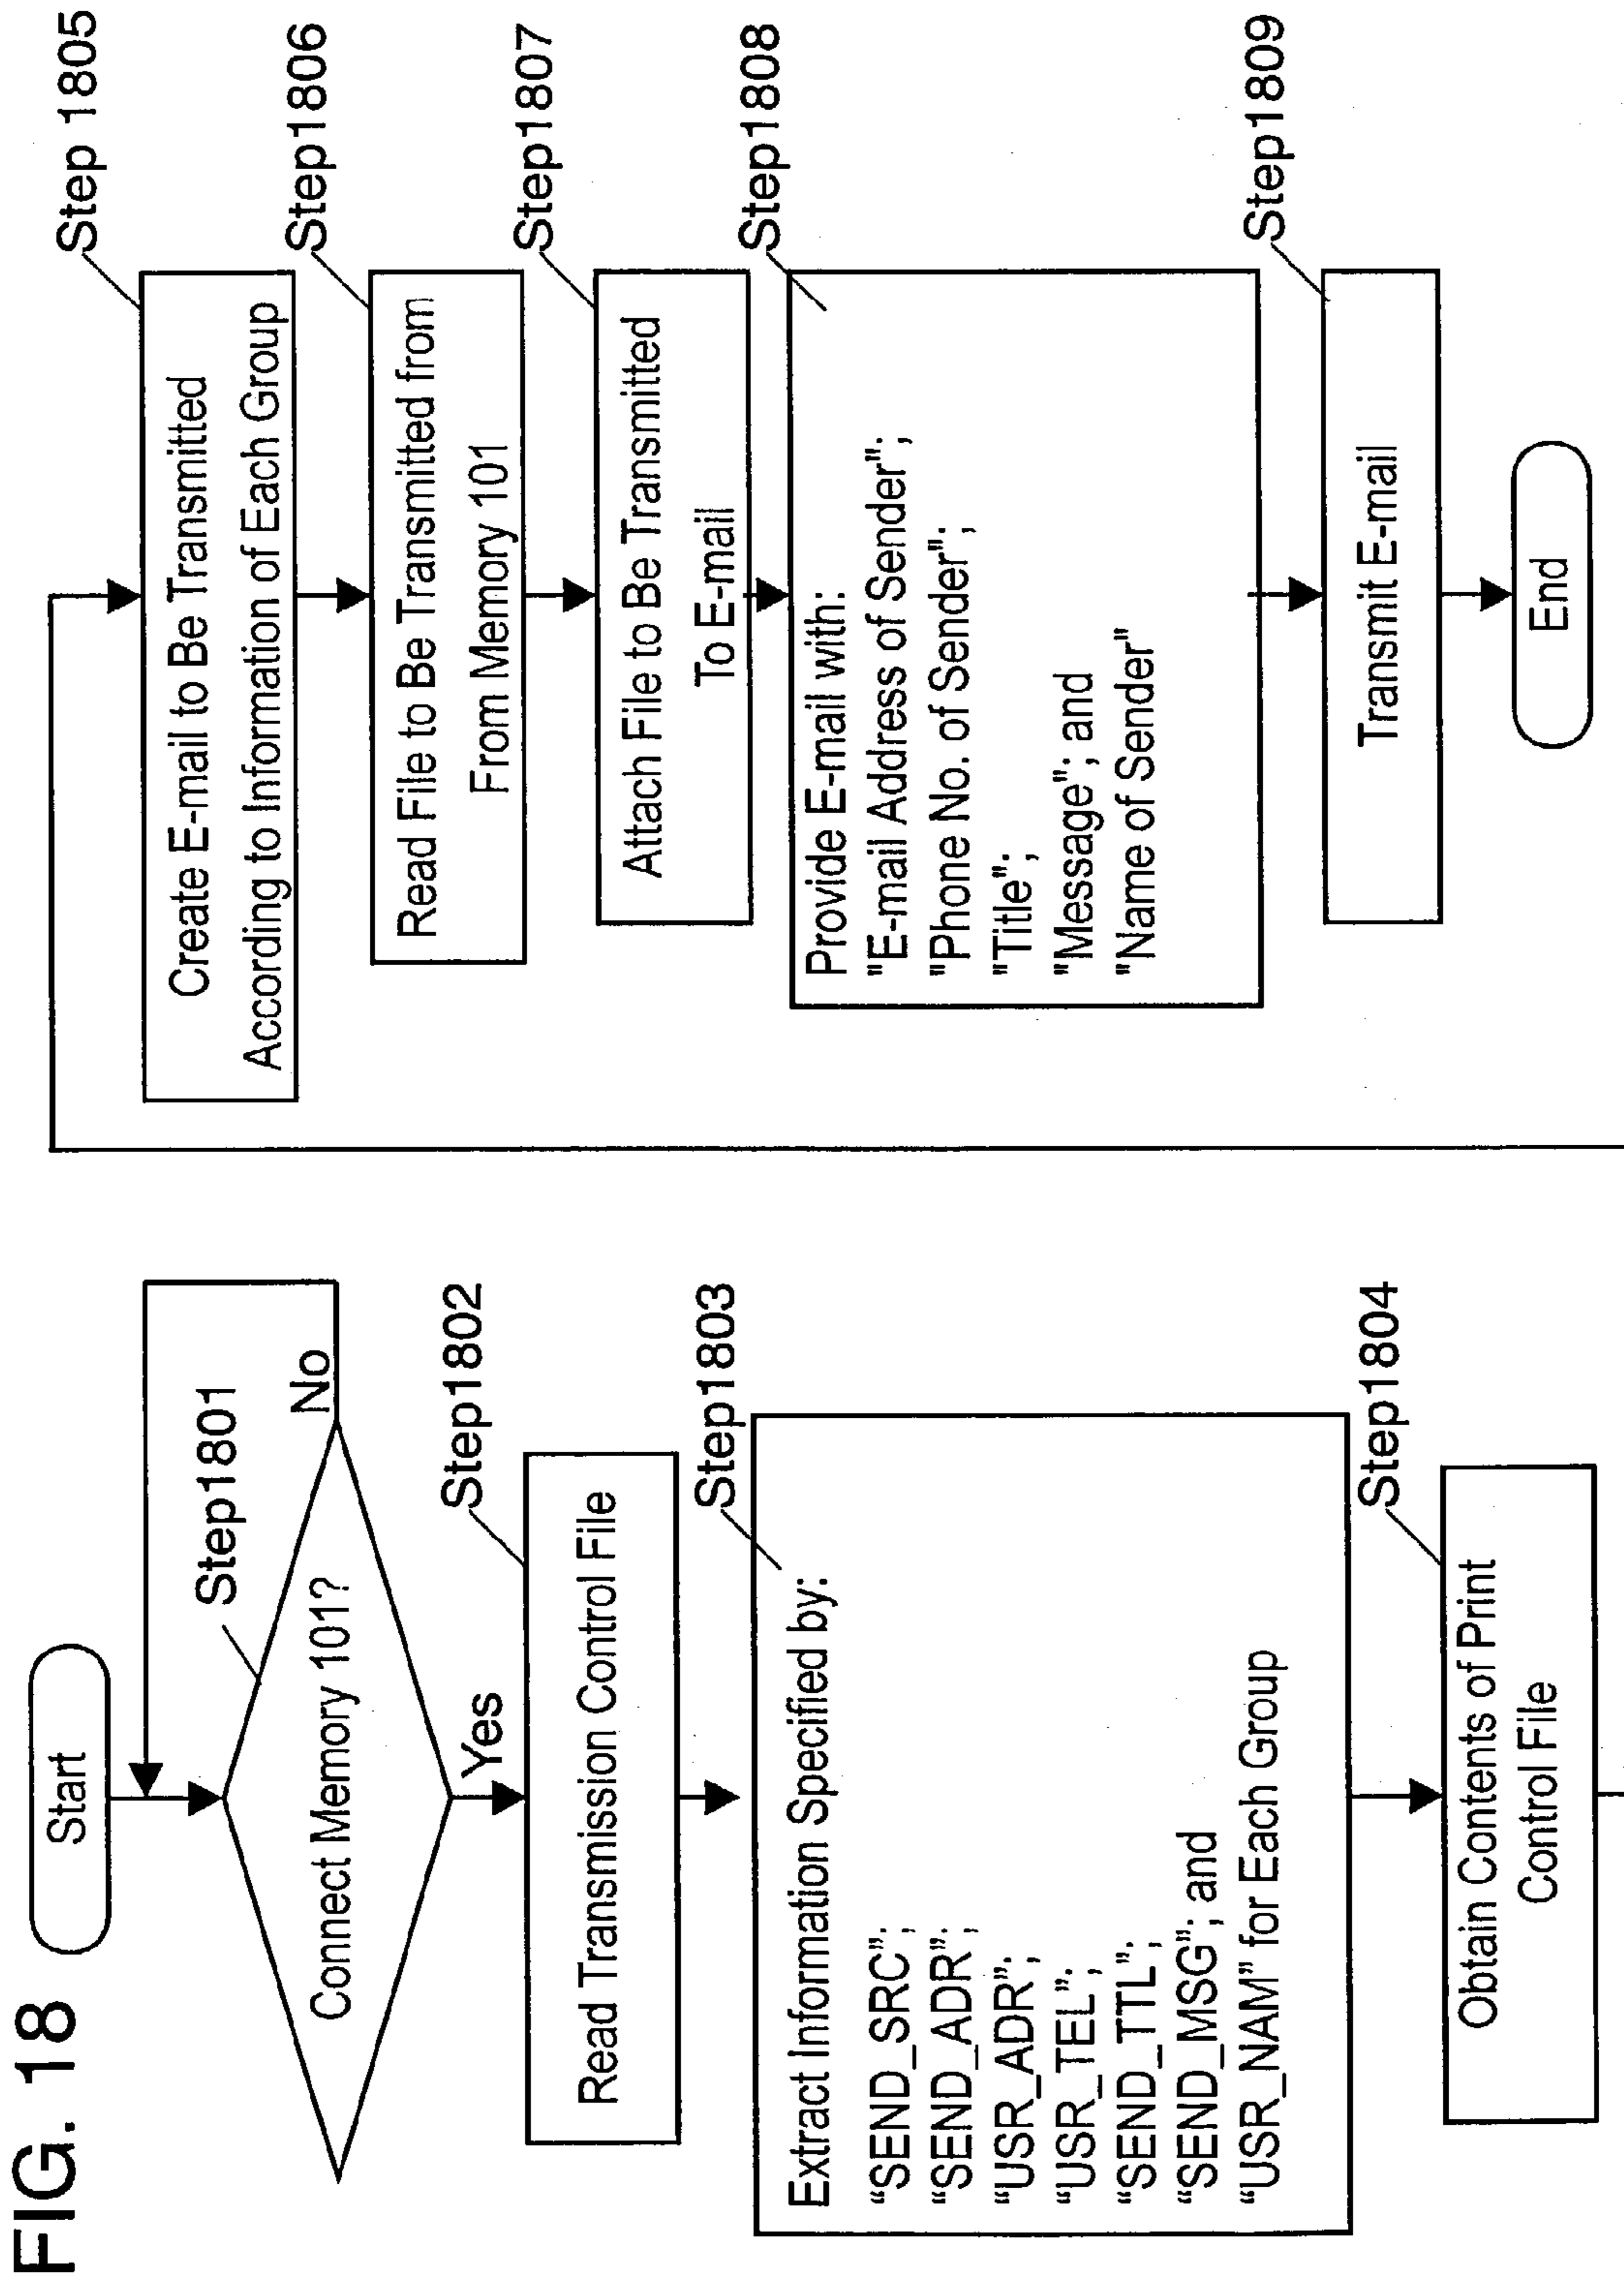 FIG. 18
Start
Step1801
Connect Memory 101?
No
Yes
Step1802
Read Transmission Control File
Step1803
Extract Information Specified by:
“SEND_SRC”;
“SEND_ADR”;
“USR_ADR”;
“USR_TEL”;
“SEND_TTL”;
“SEND_MSG”; and
“USR_NAM” for Each Group
Step1804
Obtain Contents of Print
Control File
Step 1805
Create E-mail to Be Transmitted
According to Information of Each Group
Step1806
Read File to Be Transmitted from
From Memory 101
Step1807
Attach File to Be Transmitted
To E-mail
Step1808
Provide E-mail with:
"E-mail Address of Sender";
"Phone No. of Sender";
"Title";
"Message"; and
"Name of Sender"
Step1809
Transmit E-mail
End